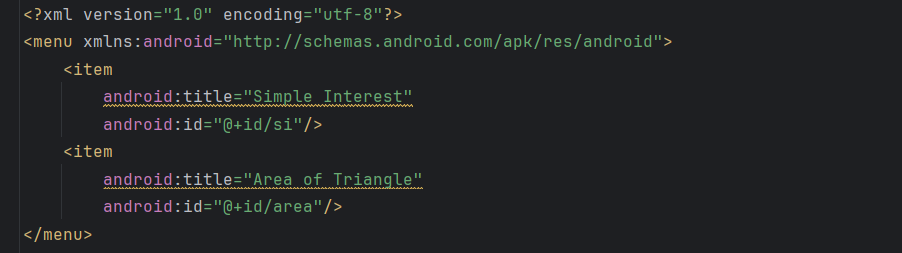 <?xml version="1.0" encoding="utf-8"?>
<menu xmlns:android="http://schemas.android.com/apk/res/android">
    <item
        android:title="Simple Interest"
        android:id="@+id/si"/>
    <item
        android:title="Area of Triangle"
        android:id="@+id/area"/>
</menu>